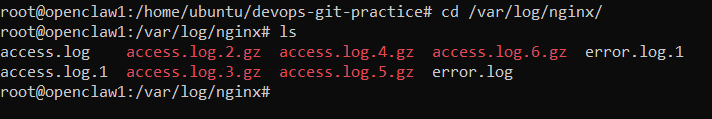 root@openclaw1:/home/ubuntu/devops-git-practice# cd /var/log/nginx/
root@openclaw1:/var/log/nginx# ls
access.log    access.log.2.gz  access.log.4.gz  access.log.6.gz  error.log.1
access.log.1  access.log.3.gz  access.log.5.gz  error.log
root@openclaw1:/var/log/nginx#